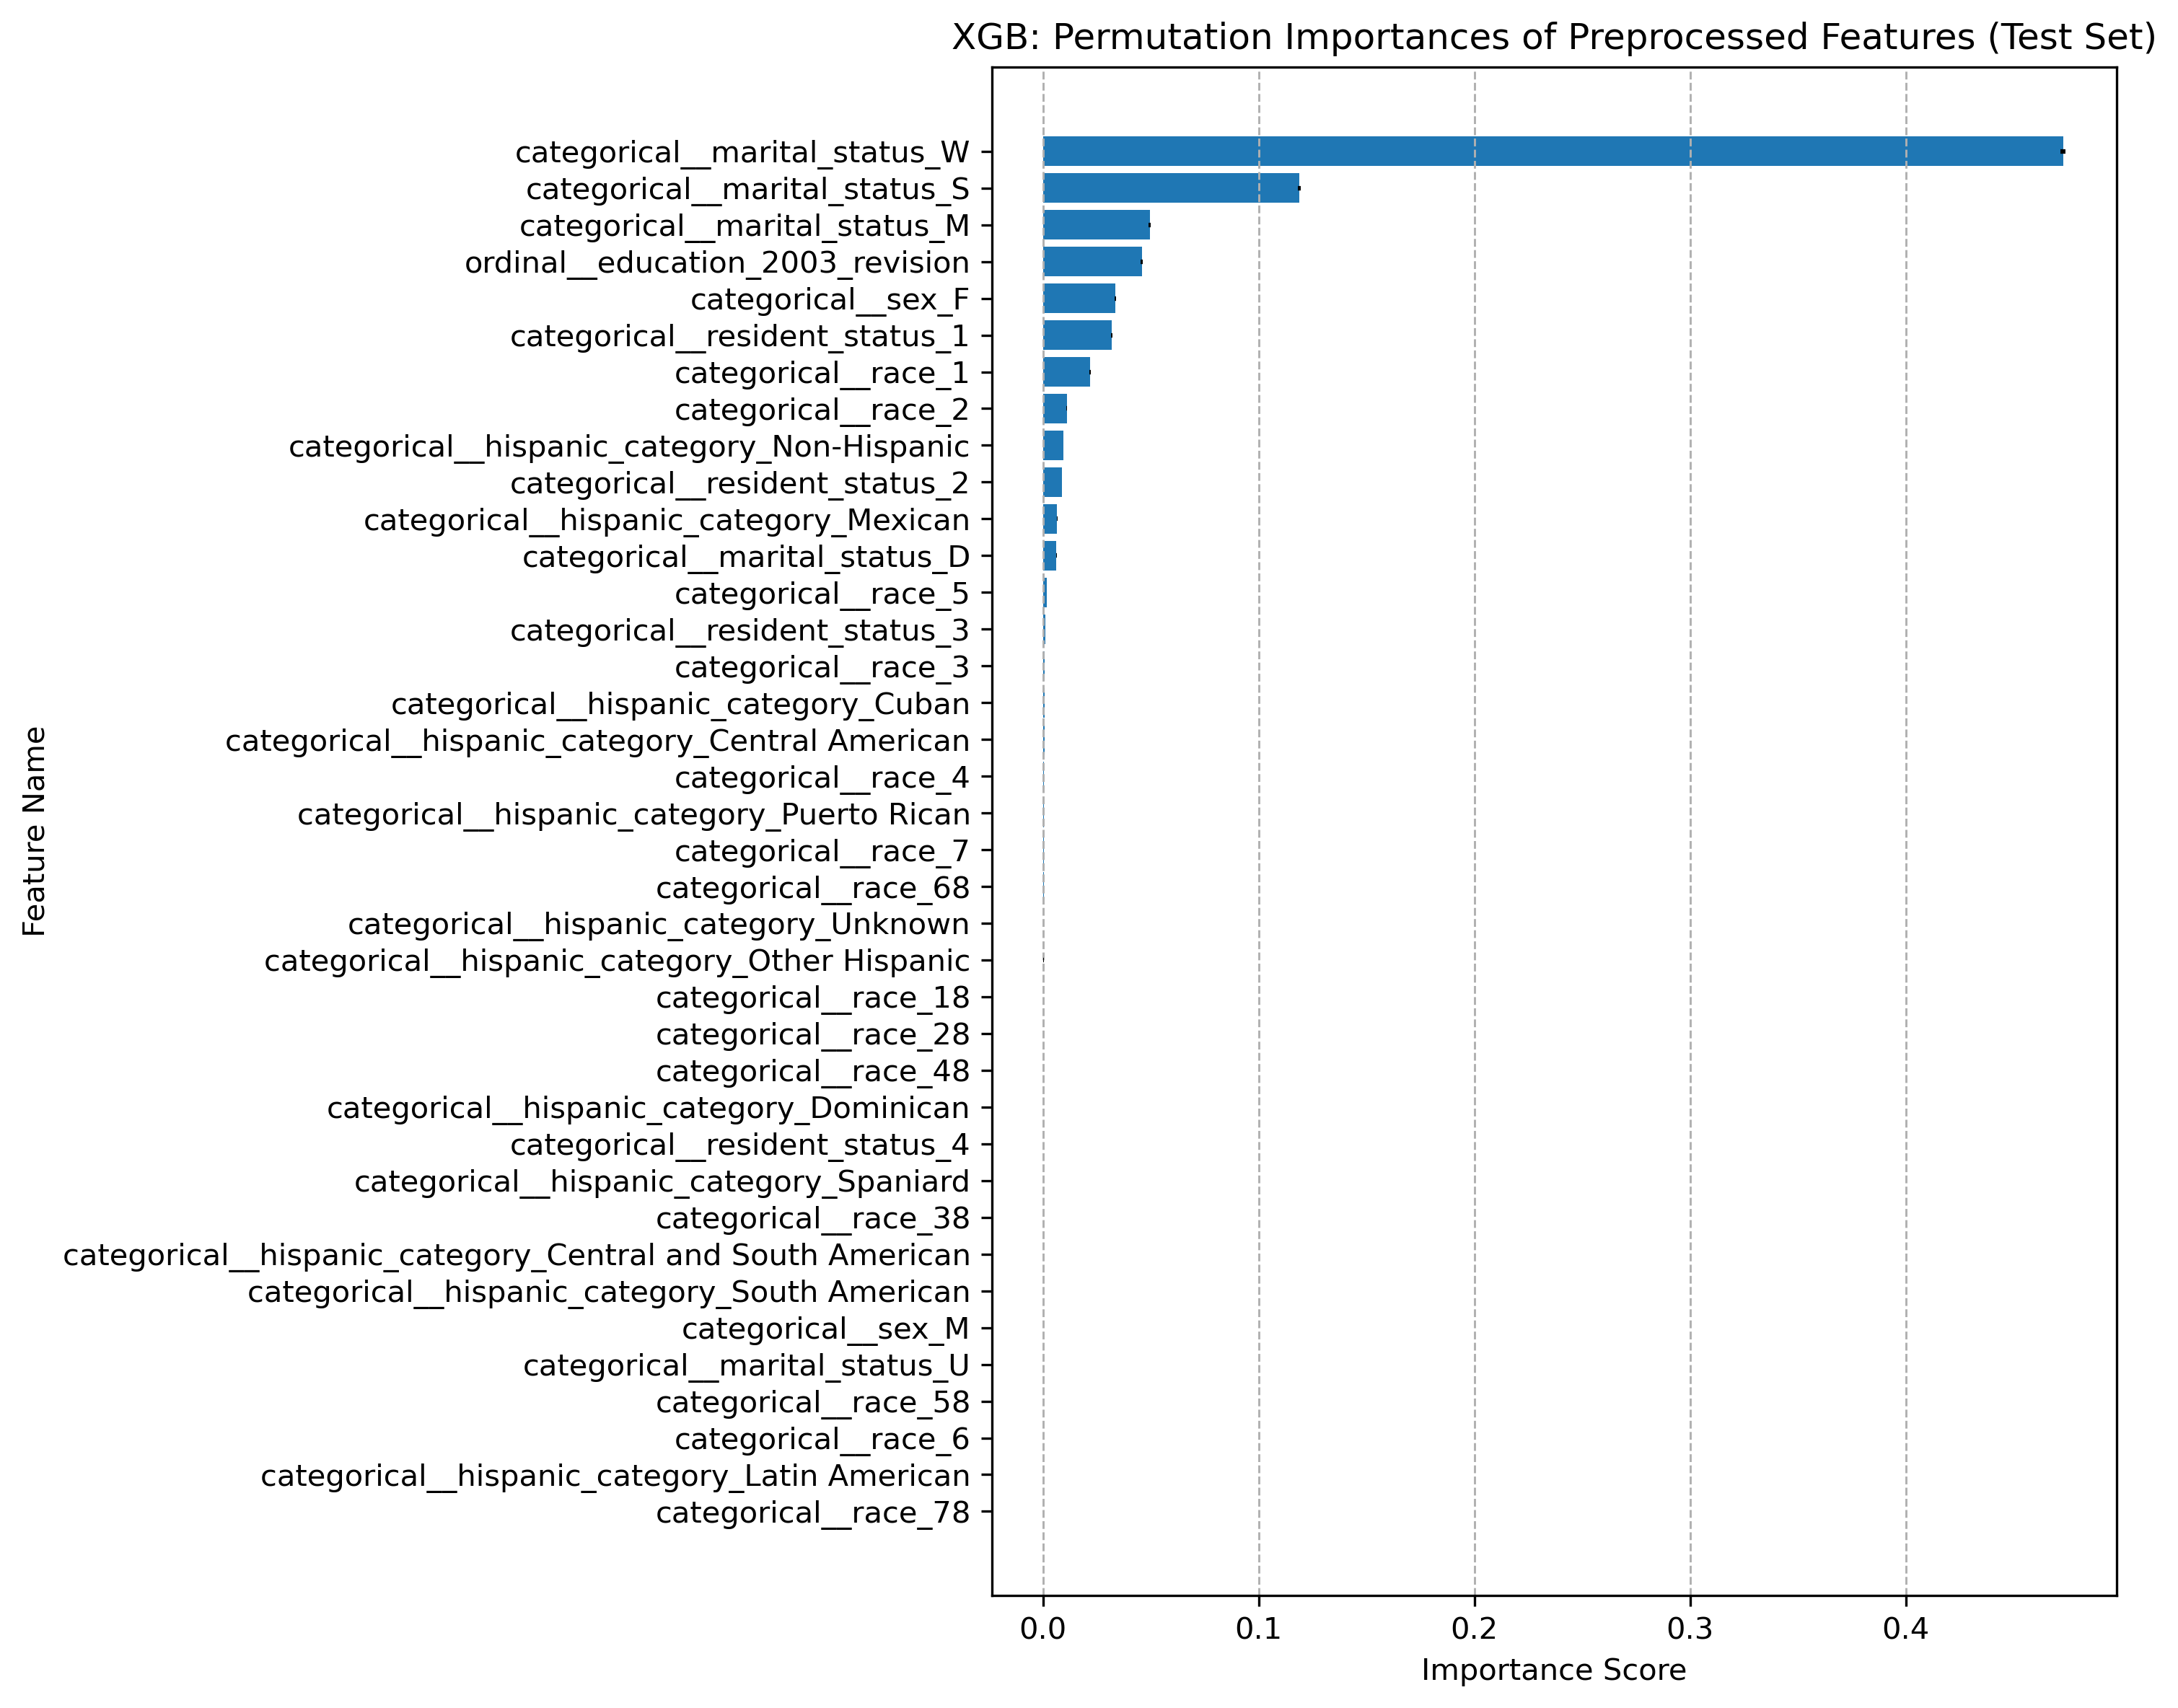 XGB: Permutation Importances of Preprocessed Features (Test Set)
categorical__marital_status_W
categorical__marital_status_S
categorical__marital_status_M
ordinal__education_2003_revision
categorical__sex_F
categorical__resident_status_1
categorical__race_1
categorical__race_2
categorical__hispanic_category_Non-Hispanic
categorical__resident_status_2
categorical__hispanic_category_Mexican
categorical__marital_status_D
categorical__race_5
categorical__resident_status_3
categorical__race_3
categorical__hispanic_category_Cuban
categorical__hispanic_category_Central American
categorical__race_4
categorical__hispanic_category_Puerto Rican
categorical__race_7
categorical__race_68
categorical__hispanic_category_Unknown
categorical__hispanic_category_Other Hispanic
categorical__race_18
categorical__race_28
categorical__race_48
categorical__hispanic_category_Dominican
categorical__resident_status_4
categorical__hispanic_category_Spaniard
categorical__race_38
categorical__hispanic_category_Central and South American
categorical__hispanic_category_South American
categorical__sex_M
categorical__marital_status_U
categorical__race_58
categorical__race_6
categorical__hispanic_category_Latin American
categorical__race_78
Feature Name
0.0 0.1 0.2 0.3 0.4
Importance Score